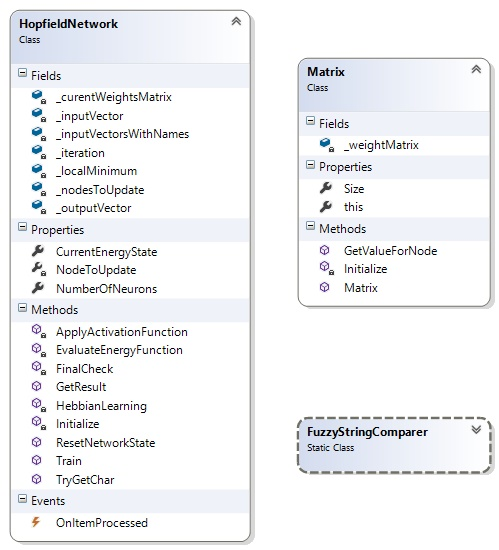 HopfieldNetwork
Class
Fields
_curentWeightsMatrix
_inputVector
_inputVectorsWithNames
_iteration
_localMinimum
_nodesToUpdate
_outputVector
Properties
CurrentEnergyState
NodeToUpdate
NumberOfNeurons
Methods
ApplyActivationFunction
EvaluateEnergyFunction
FinalCheck
GetResult
HebbianLearning
Initialize
ResetNetworkState
Train
TryGetChar
Events
OnItemProcessed
Matrix
Class
Fields
_weightMatrix
Properties
Size
this
Methods
GetValueForNode
Initialize
Matrix
FuzzyStringComparer
Static Class